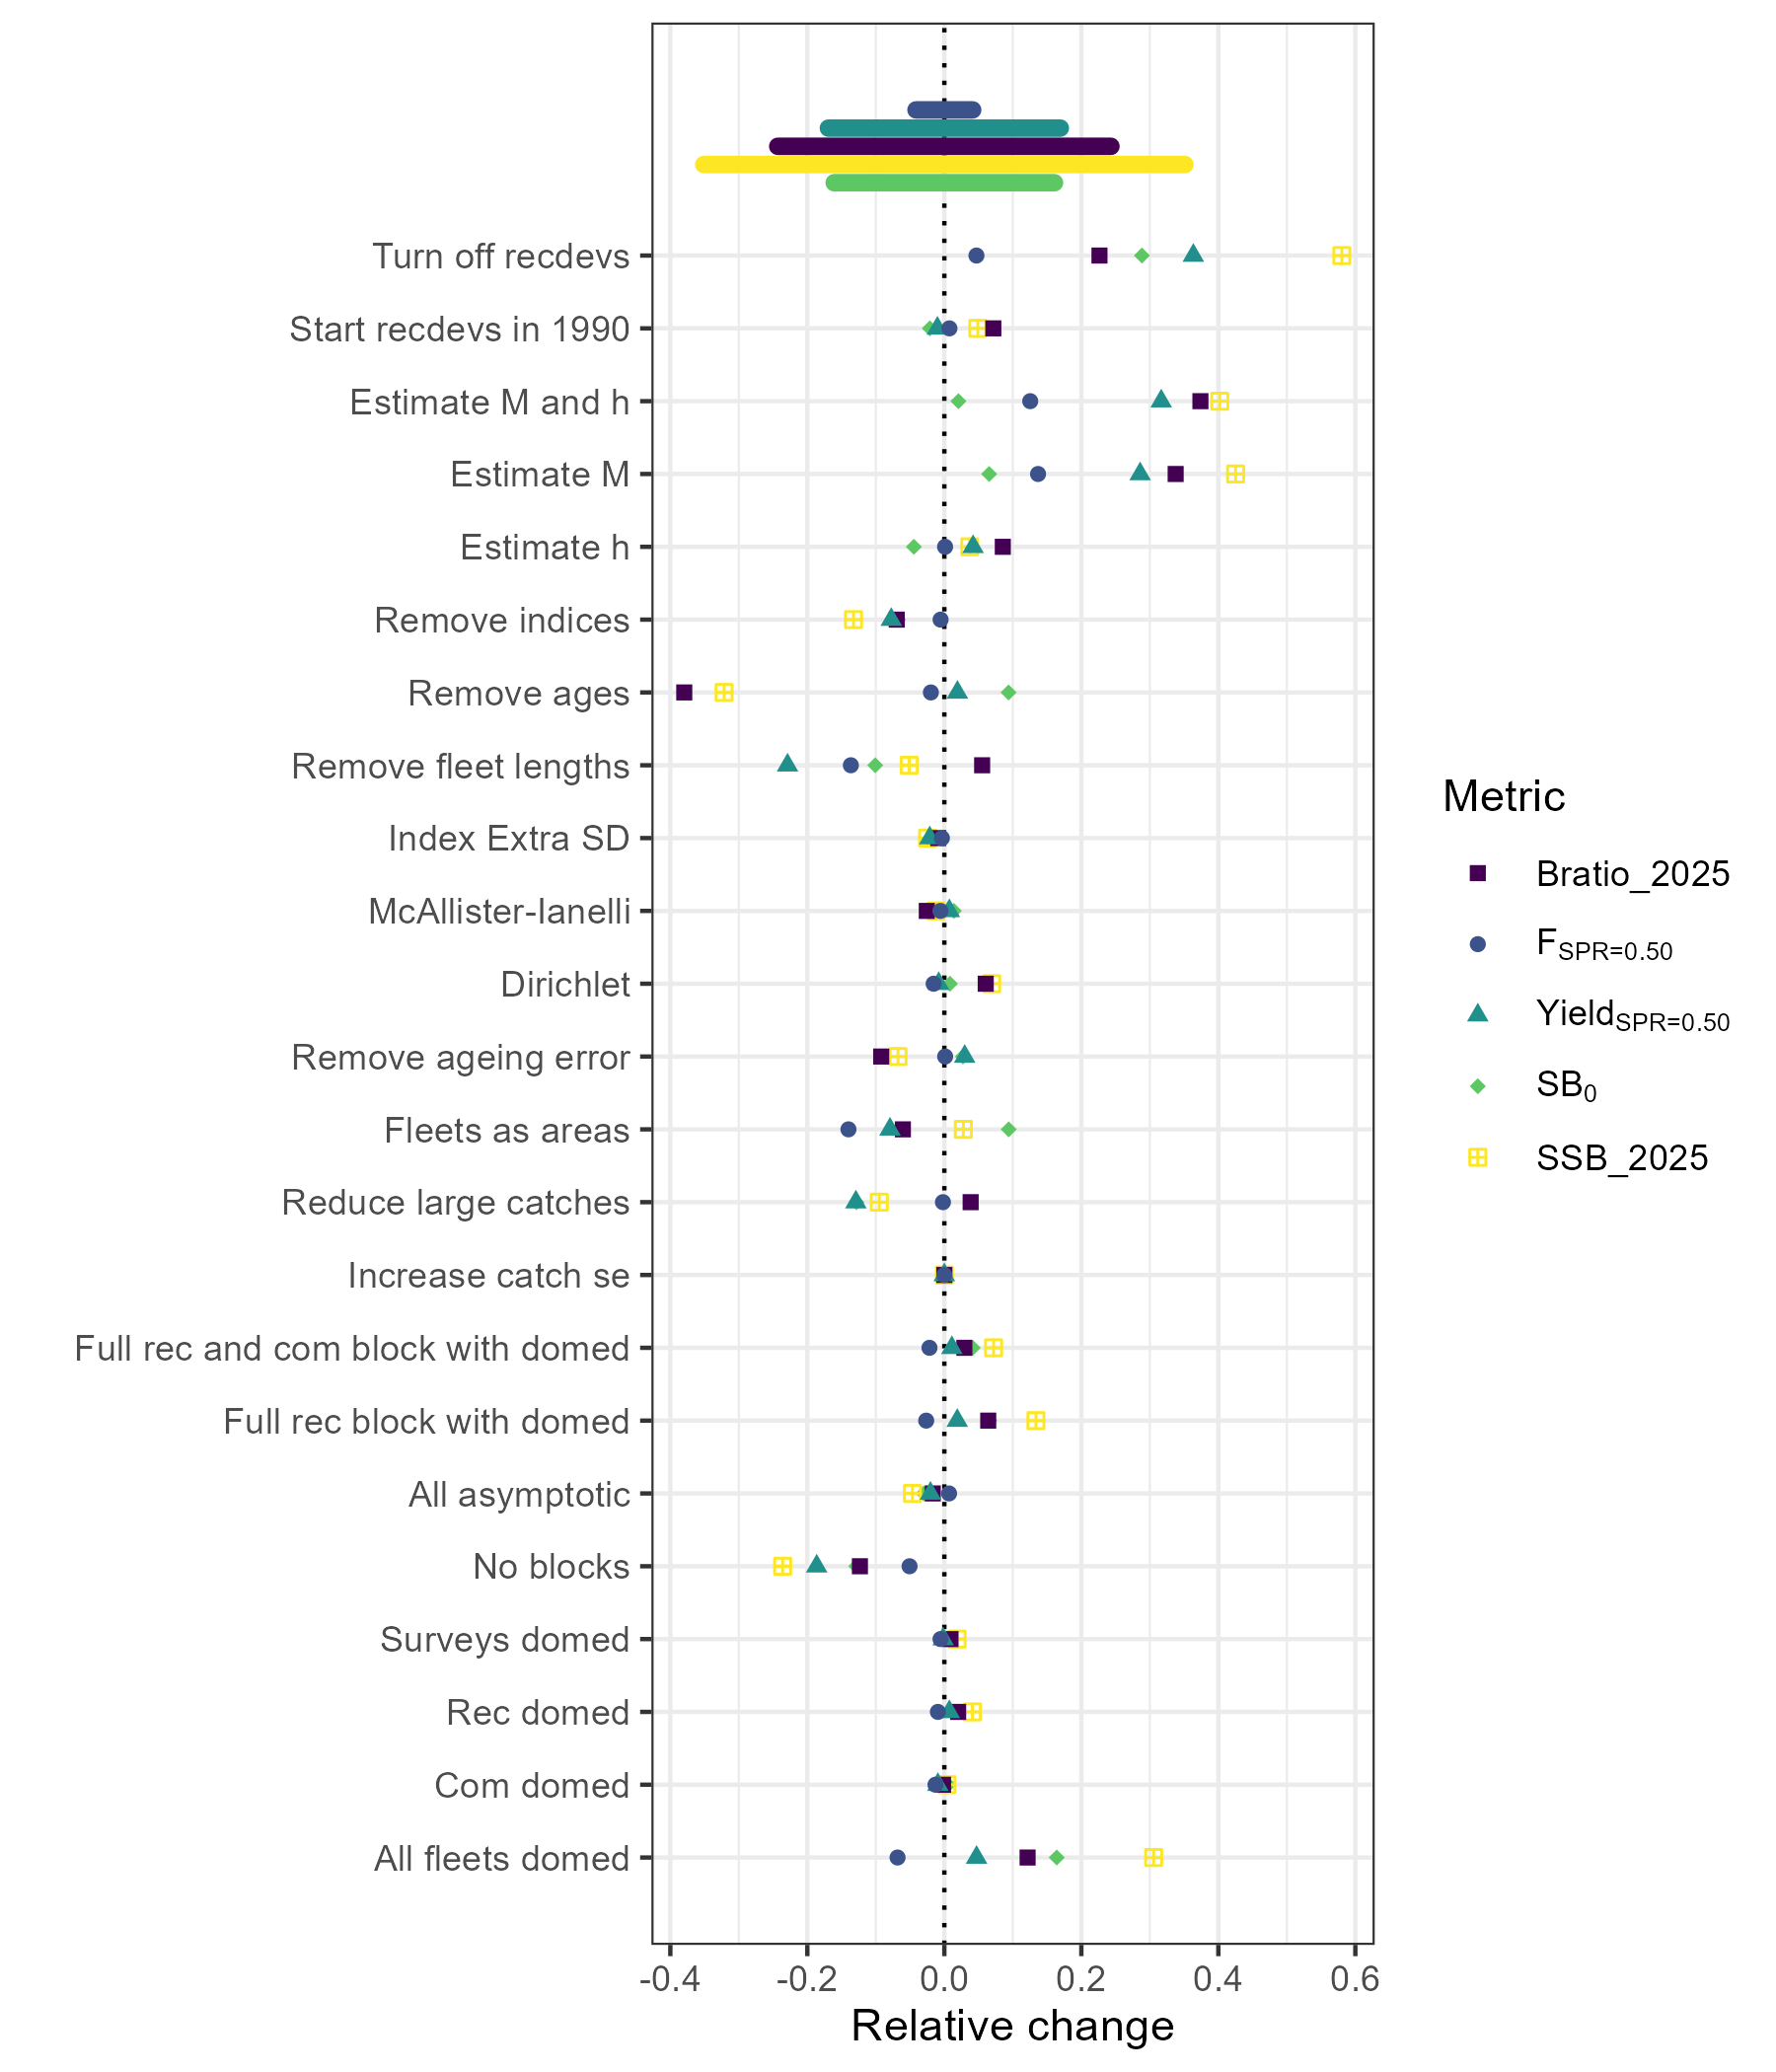 Turn off recdevs
Start recdevs in 1990
Estimate M and h
Estimate M
Estimate h
Remove indices
Remove ages
Remove fleet lengths
Index Extra SD
McAllister-Ianelli
Dirichlet
Remove ageing error
Fleets as areas
Reduce large catches
Increase catch se
Full rec and com block with domed
Full rec block with domed
All asymptotic
No blocks
Surveys domed
Rec domed
Com domed
All fleets domed
-0.4 -0.2 0.0 0.2 0.4 0.6
Relative change
Metric
Bratio_2025
FSPR=0.50
YieldSPR=0.50
SB0
SSB_2025